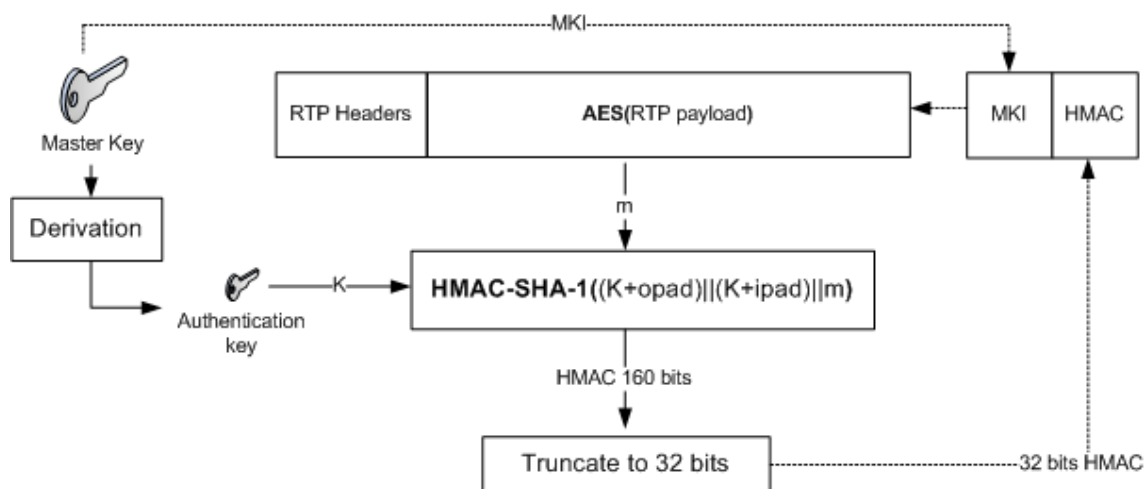 MKI
RTP Headers
AES(RTP payload)
MKI
HMAC
Master Key
m
Derivation
K
HMAC-SHA-1((K+opad)||(K+ipad)||m)
Authentication
key
HMAC 160 bits
Truncate to 32 bits
32 bits HMAC